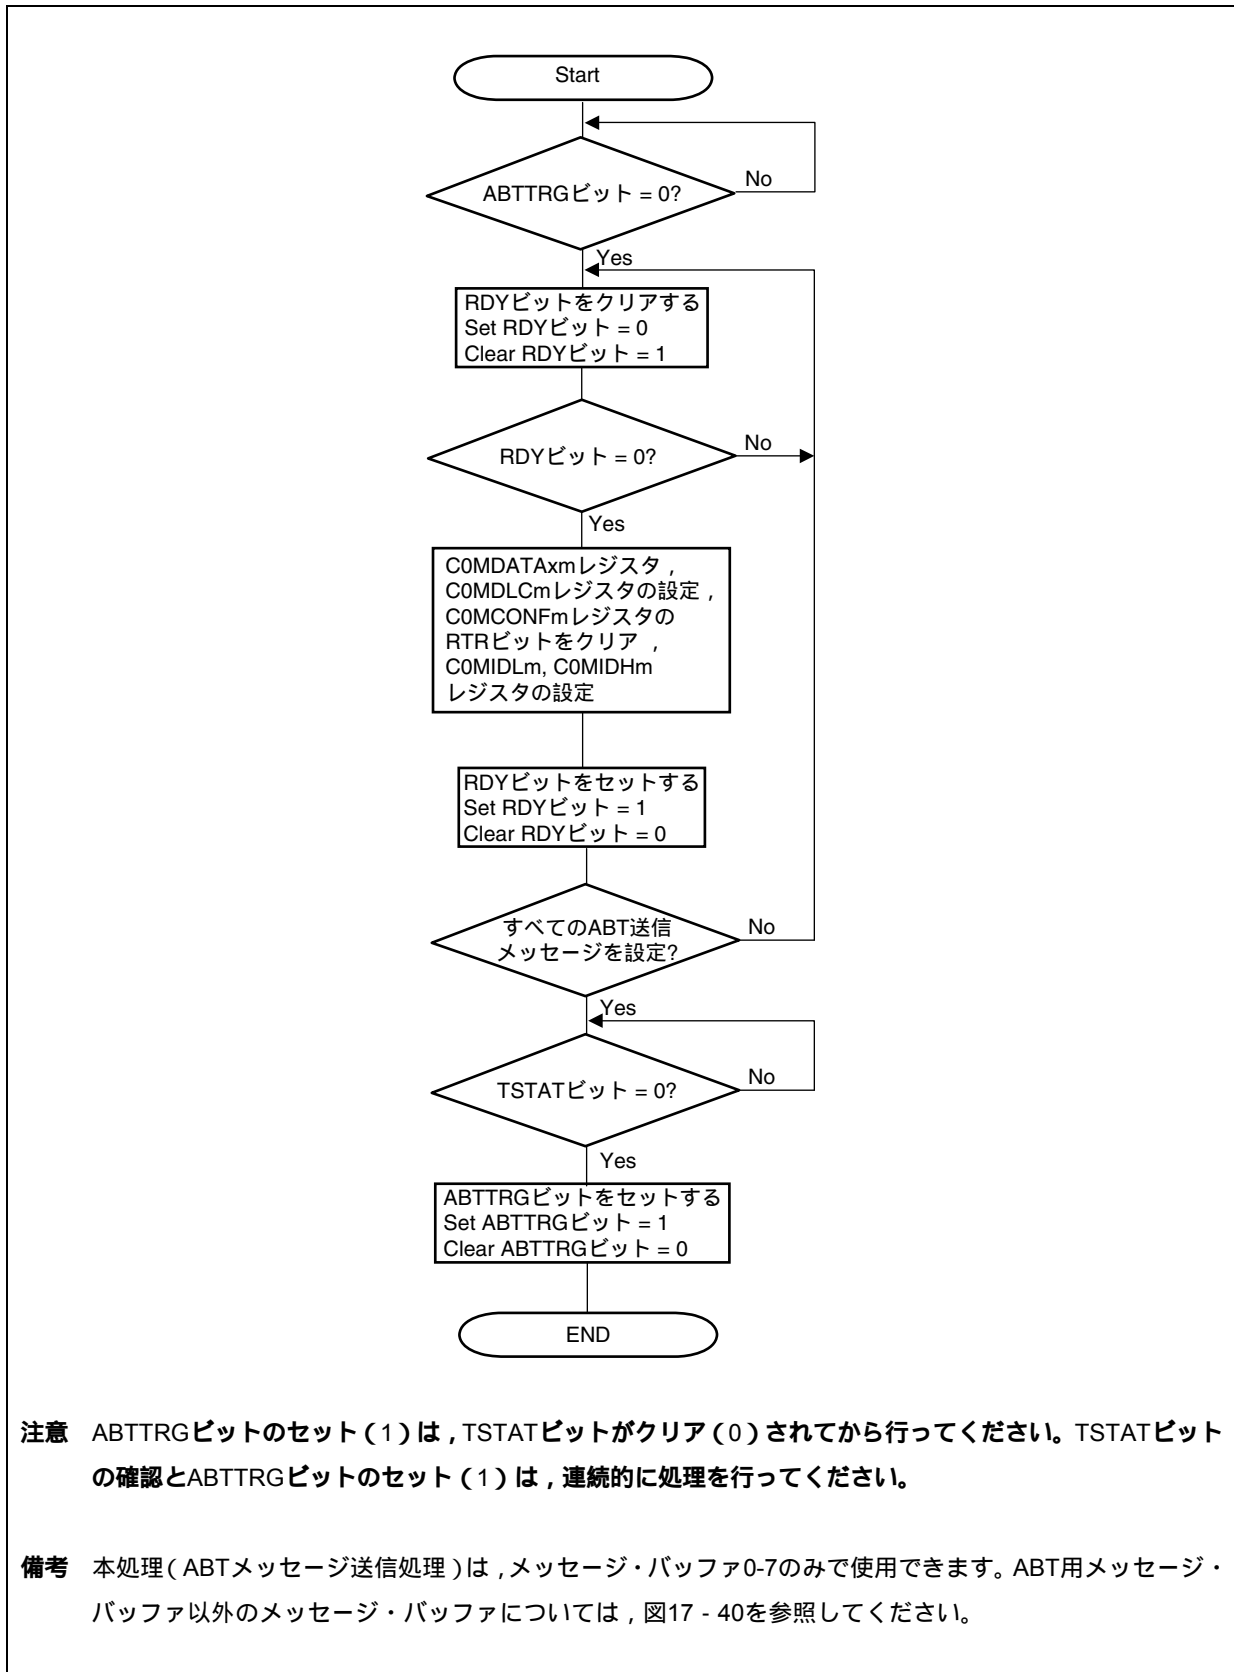 Start
ABTTRGビット = 0?
No
Yes
RDYビットをクリアする
Set RDYビット = 0
Clear RDYビット = 1
RDYビット = 0?
No
Yes
C0MDATAxmレジスタ，
C0MDLCmレジスタの設定，
C0MCONFmレジスタの
RTRビットをクリア，
C0MIDLm, C0MIDHm
レジスタの設定
RDYビットをセットする
Set RDYビット = 1
Clear RDYビット = 0
すべてのABT送信
メッセージを設定?
No
Yes
TSTATビット = 0?
No
Yes
ABTTRGビットをセットする
Set ABTTRGビット = 1
Clear ABTTRGビット = 0
END
注意 ABTTRGビットのセット（1）は，TSTATビットがクリア（0）されてから行ってください。TSTATビット
の確認とABTTRGビットのセット（1）は，連続的に処理を行ってください。
備考 本処理（ABTメッセージ送信処理）は，メッセージ・バッファ0-7のみで使用できます。ABT用メッセージ・
バッファ以外のメッセージ・バッファについては，図17 - 40を参照してください。